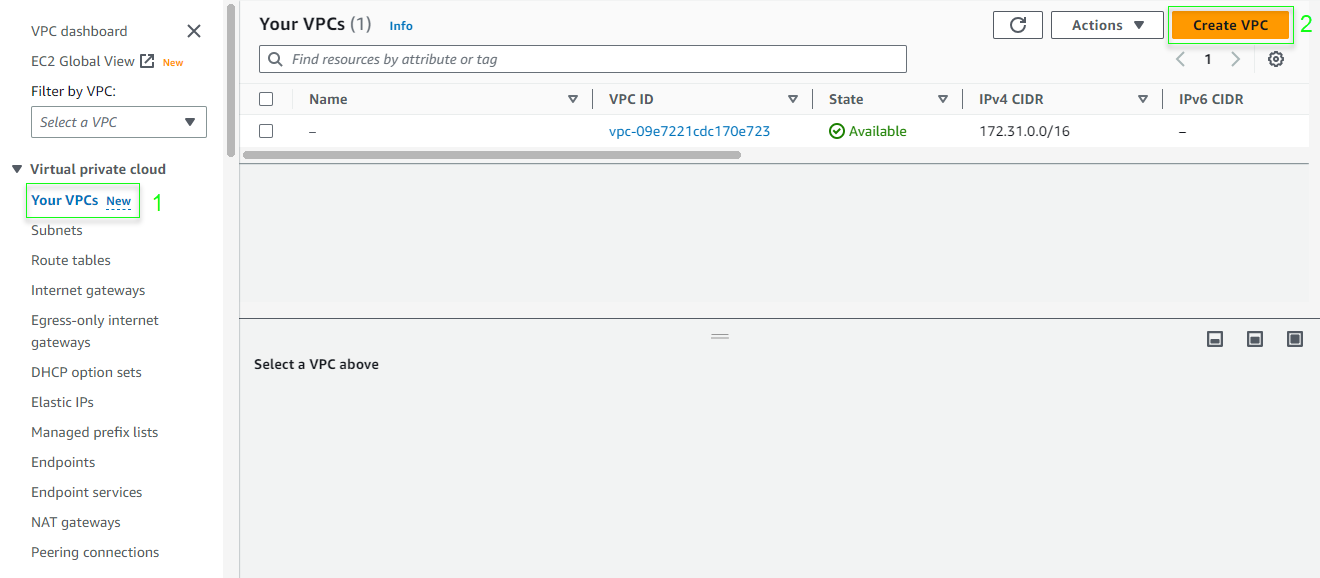 VPC dashboard
EC2 Global View New
Filter by VPC:
Select a VPC
Virtual private cloud
Your VPCs New 1
Subnets
Route tables
Internet gateways
Egress-only internet
gateways
DHCP option sets
Elastic IPs
Managed prefix lists
Endpoints
Endpoint services
NAT gateways
Peering connections
Your VPCs (1) Info
Actions
Create VPC 2
Find resources by attribute or tag
1
Name VPC ID State IPv4 CIDR IPv6 CIDR
– vpc-09e7221cdc170e723 Available 172.31.0.0/16 –
Select a VPC above